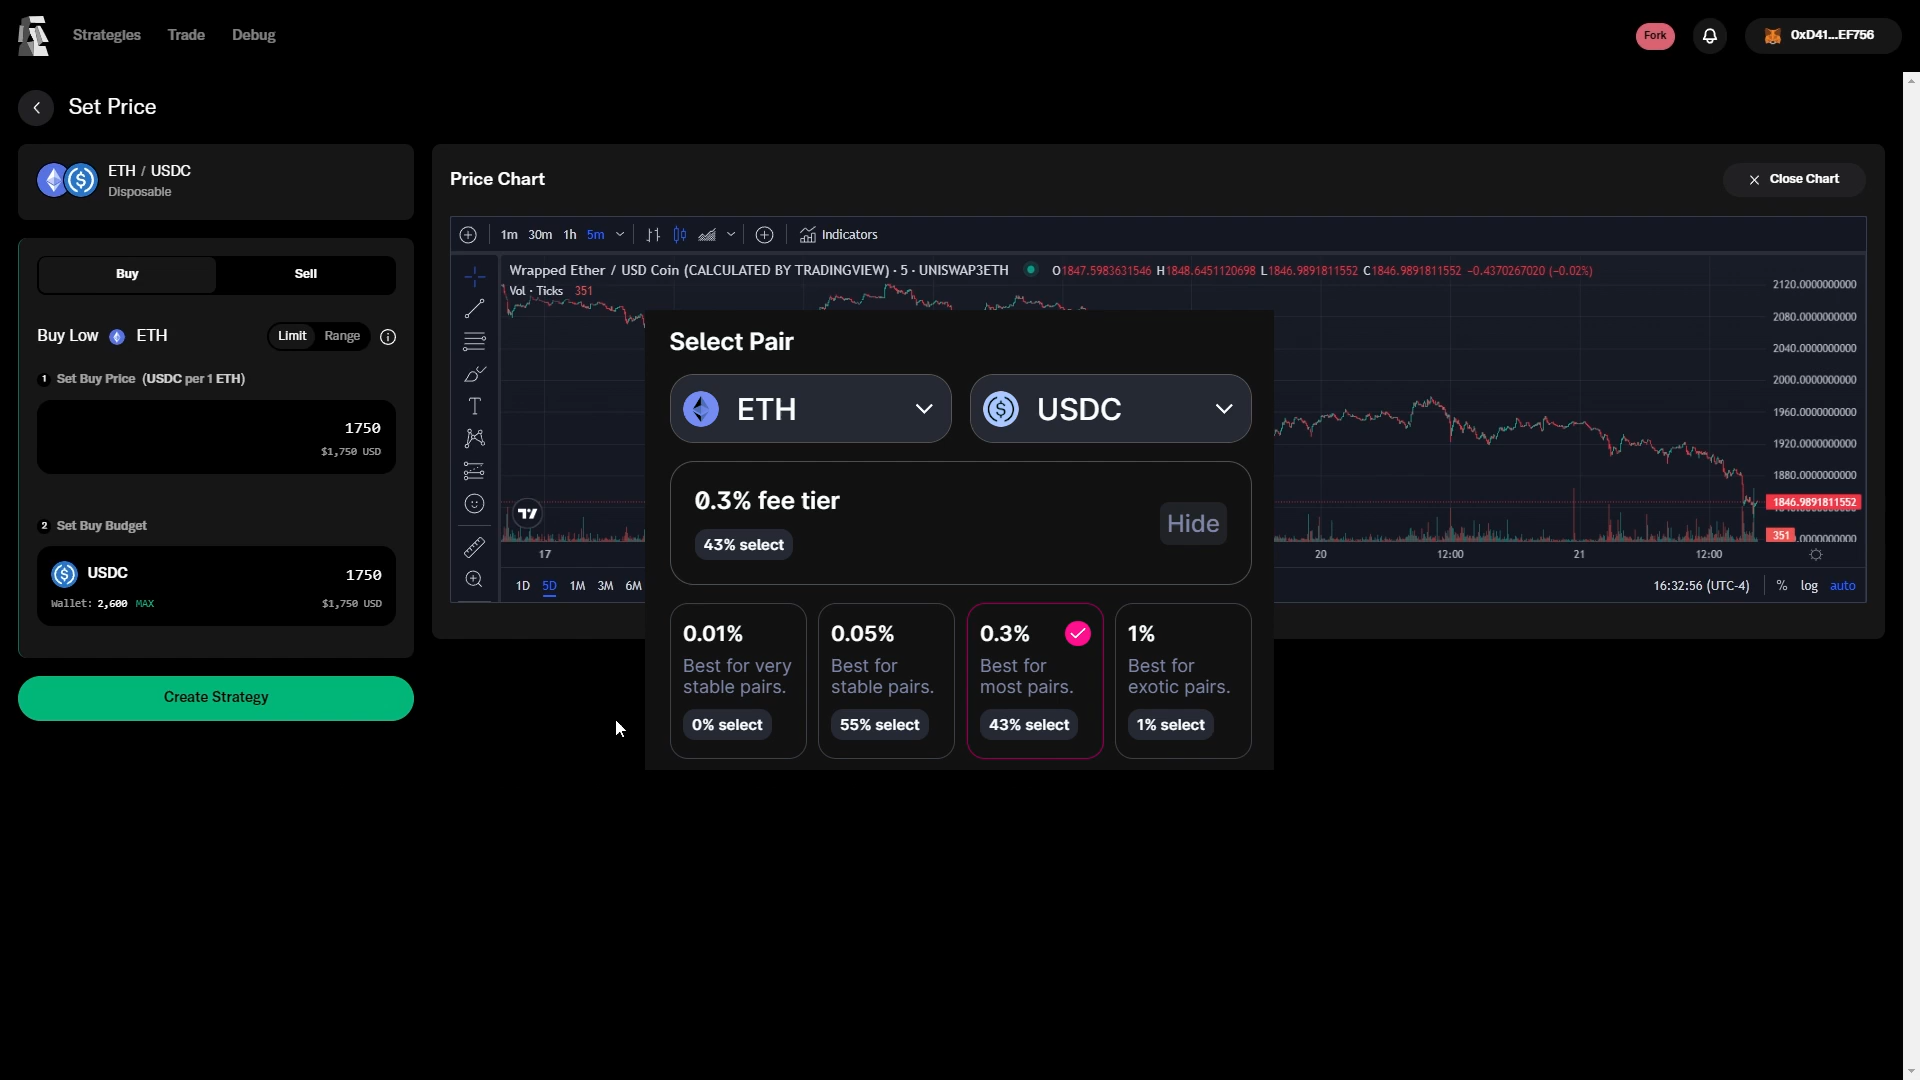 Strategies Trade Debug
Fork
0xD41...EF756
Set Price
ETH / USDC
Disposable
Buy Sell
Buy Low ETH
Limit Range
1 Set Buy Price (USDC per 1 ETH)
1750
$1,750 USD
2 Set Buy Budget
USDC 1750
Wallet: 2,600 MAX $1,750 USD
Create Strategy
Price Chart
Close Chart
1m 30m 1h 5m Indicators
Wrapped Ether / USD Coin (CALCULATED BY TRADINGVIEW) · 5 · UNISWAP3ETH O1847.5983631546 H1848.6451120698 L1846.9891811552 C1846.9891811552 −0.4370267020 (−0.02%)
Vol · Ticks 351
2120.0000000000
2080.0000000000
2040.0000000000
2000.0000000000
1960.0000000000
1920.0000000000
1880.0000000000
1846.9891811552
351
17 20 12:00 21 12:00
1D 5D 1M 3M 6M
16:32:56 (UTC-4) % log auto
Select Pair
ETH USDC
0.3% fee tier
43% select
Hide
0.01%
Best for very
stable pairs.
0% select
0.05%
Best for
stable pairs.
55% select
0.3%
Best for
most pairs.
43% select
1%
Best for
exotic pairs.
1% select